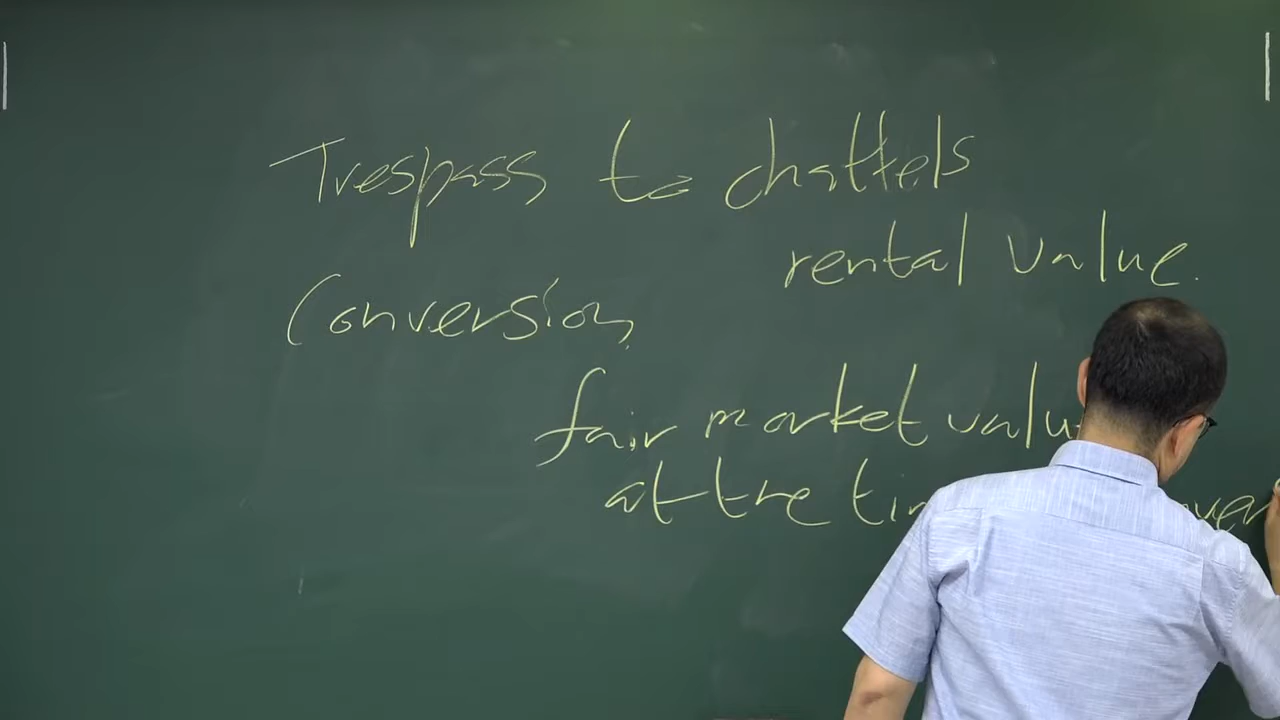 Trespass to chattels
rental value.
Conversion
fair market valu
at the ti